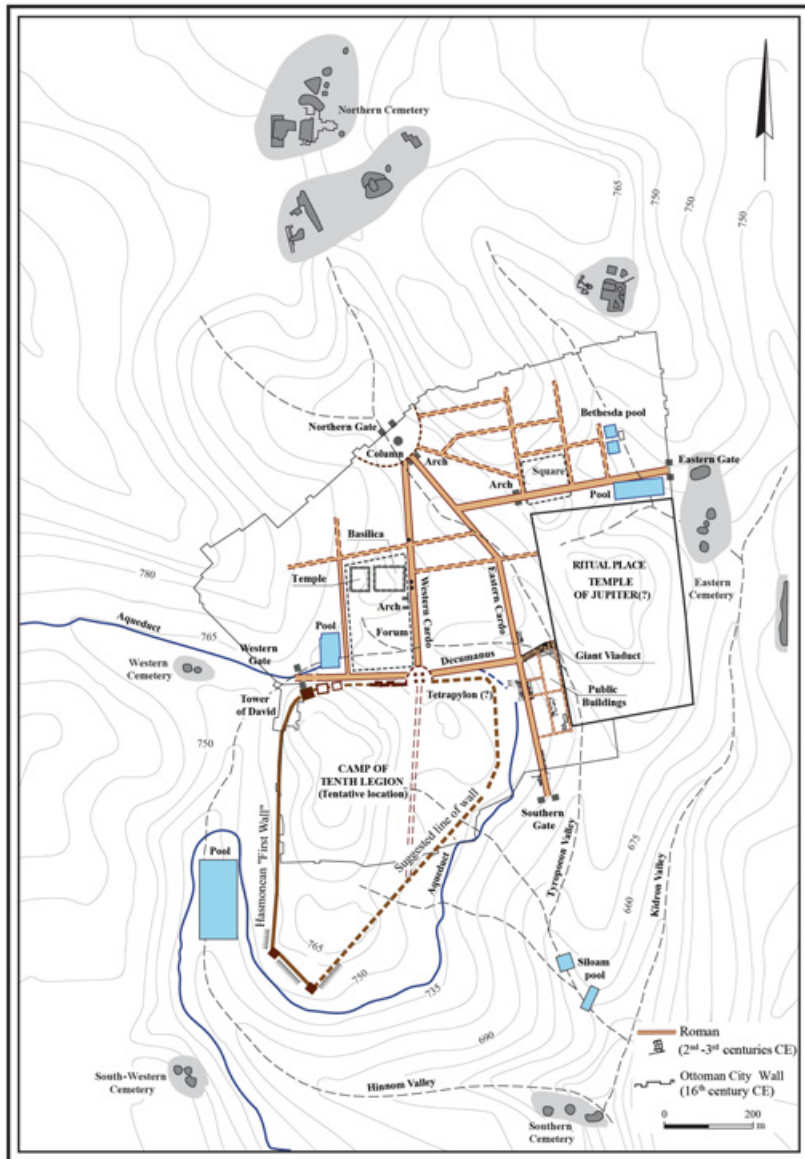 Northern Cemetery
765
750
750
750
Northern Gate
Column
Arch
Bethesda pool
Square
Eastern Gate
Arch
Pool
Basilica
Temple
780
Arch
Forum
Western Cardo
Eastern Cardo
RITUAL PLACE
TEMPLE
OF JUPITER(?)
Eastern
Cemetery
Aqueduct
765
Pool
Western
Gate
Western
Cemetery
Decumanus
Giant Viaduct
Tower
of David
Tetrapylon (?)
Public
Buildings
750
CAMP OF
TENTH LEGION
(Tentative location)
Southern
Gate
Hasmonean "First Wall"
Suggested line of wall
Aqueduct
Tyropoeon Valley
Kidron Valley
675
660
Pool
765
750
735
Siloam
pool
690
South-Western
Cemetery
Hinnom Valley
Southern
Cemetery
Roman
(2nd -3rd centuries CE)
Ottoman City Wall
(16th century CE)
0 200
m